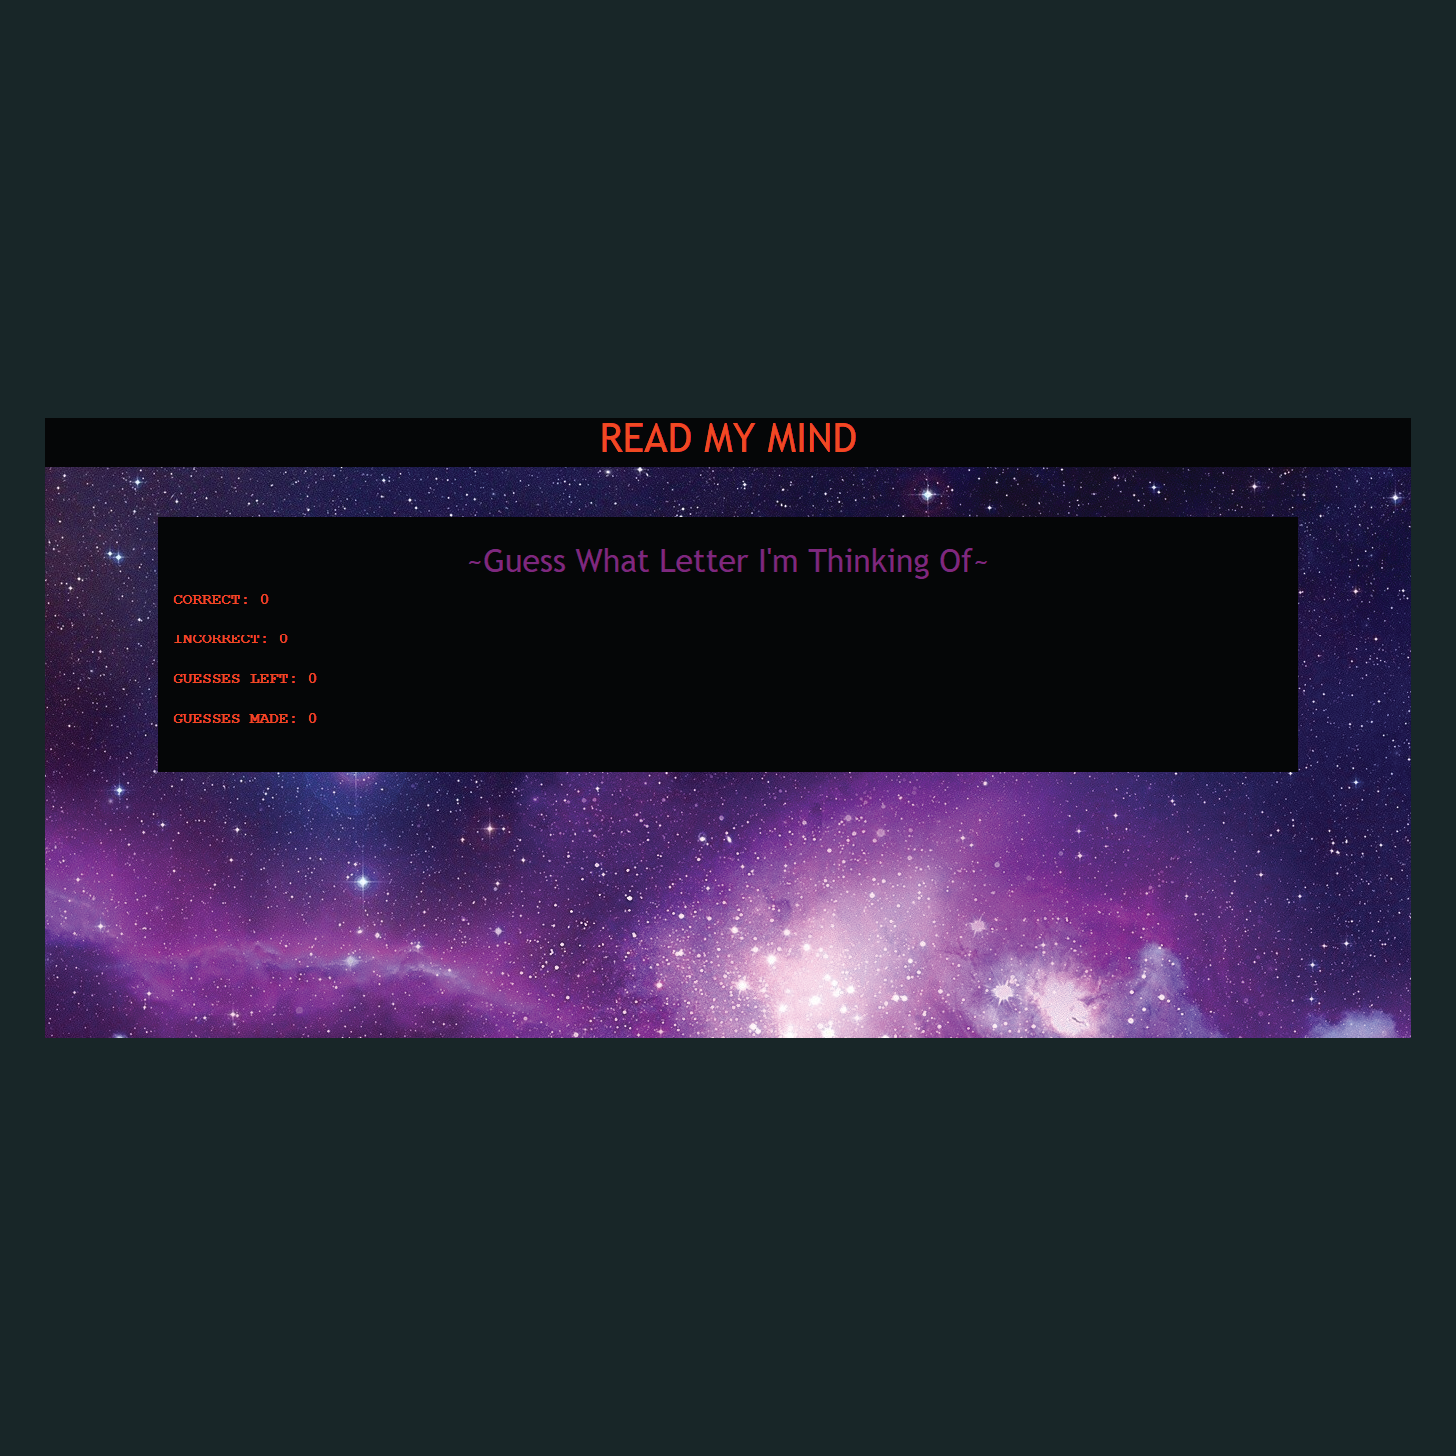 READ MY MIND
~Guess What Letter I'm Thinking Of~
CORRECT: 0
INCORRECT: 0
GUESSES LEFT: 0
GUESSES MADE: 0